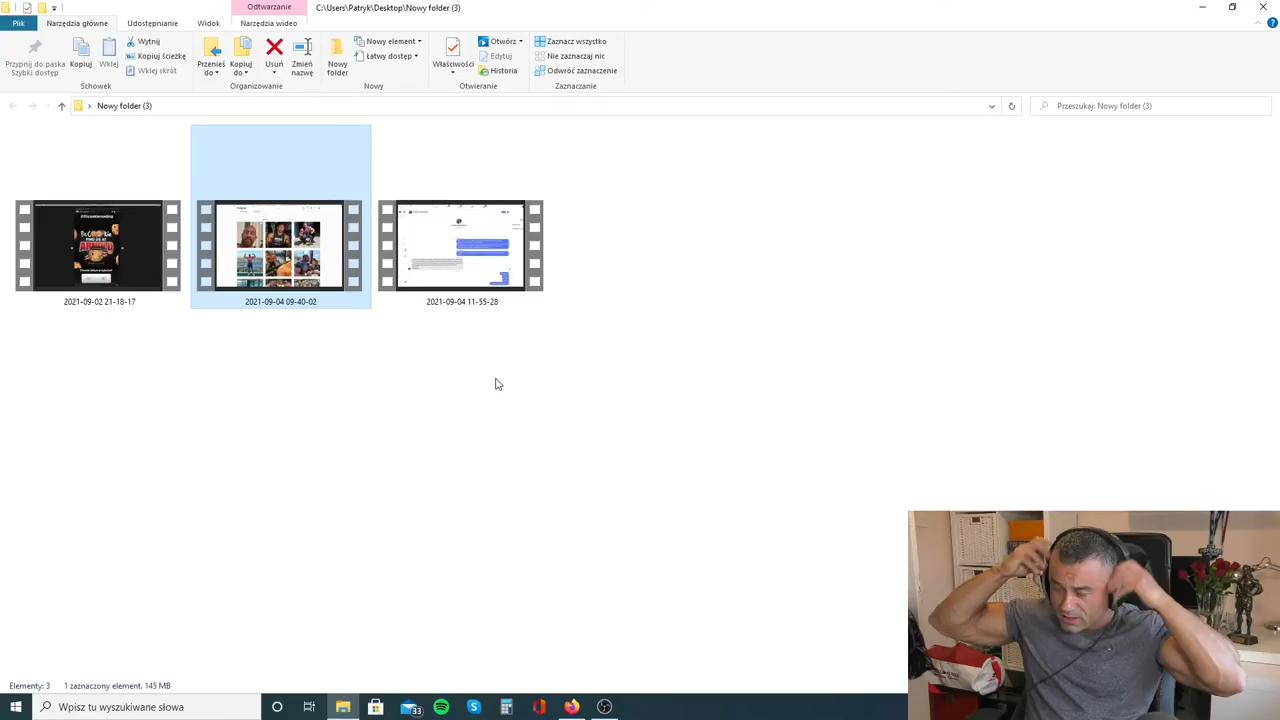 Odtwarzanie
C:\Users\Patryk\Desktop\Nowy folder (3)
Plik
Narzędzia główne
Udostępnianie
Widok
Narzędzia wideo
Przypnij do paska
Szybki dostęp
Kopiuj
Wklej
Wytnij
Kopiuj ścieżkę
Wklej skrót
Schowek
Przenieś
do
Kopiuj
do
Usuń
Zmień
nazwę
Organizowanie
Nowy
folder
Nowy element
Łatwy dostęp
Nowy
Właściwości
Otwórz
Edytuj
Historia
Otwieranie
Zaznacz wszystko
Nie zaznaczaj nic
Odwróć zaznaczenie
Zaznaczanie
Nowy folder (3)
Przeszukaj: Nowy folder (3)
FIND US AT
2021-09-02 21-18-17
2021-09-04 09-40-02
2021-09-04 11-55-28
Elementy: 3
1 zaznaczony element, 145 MB
Wpisz tu wyszukiwane słowa
33